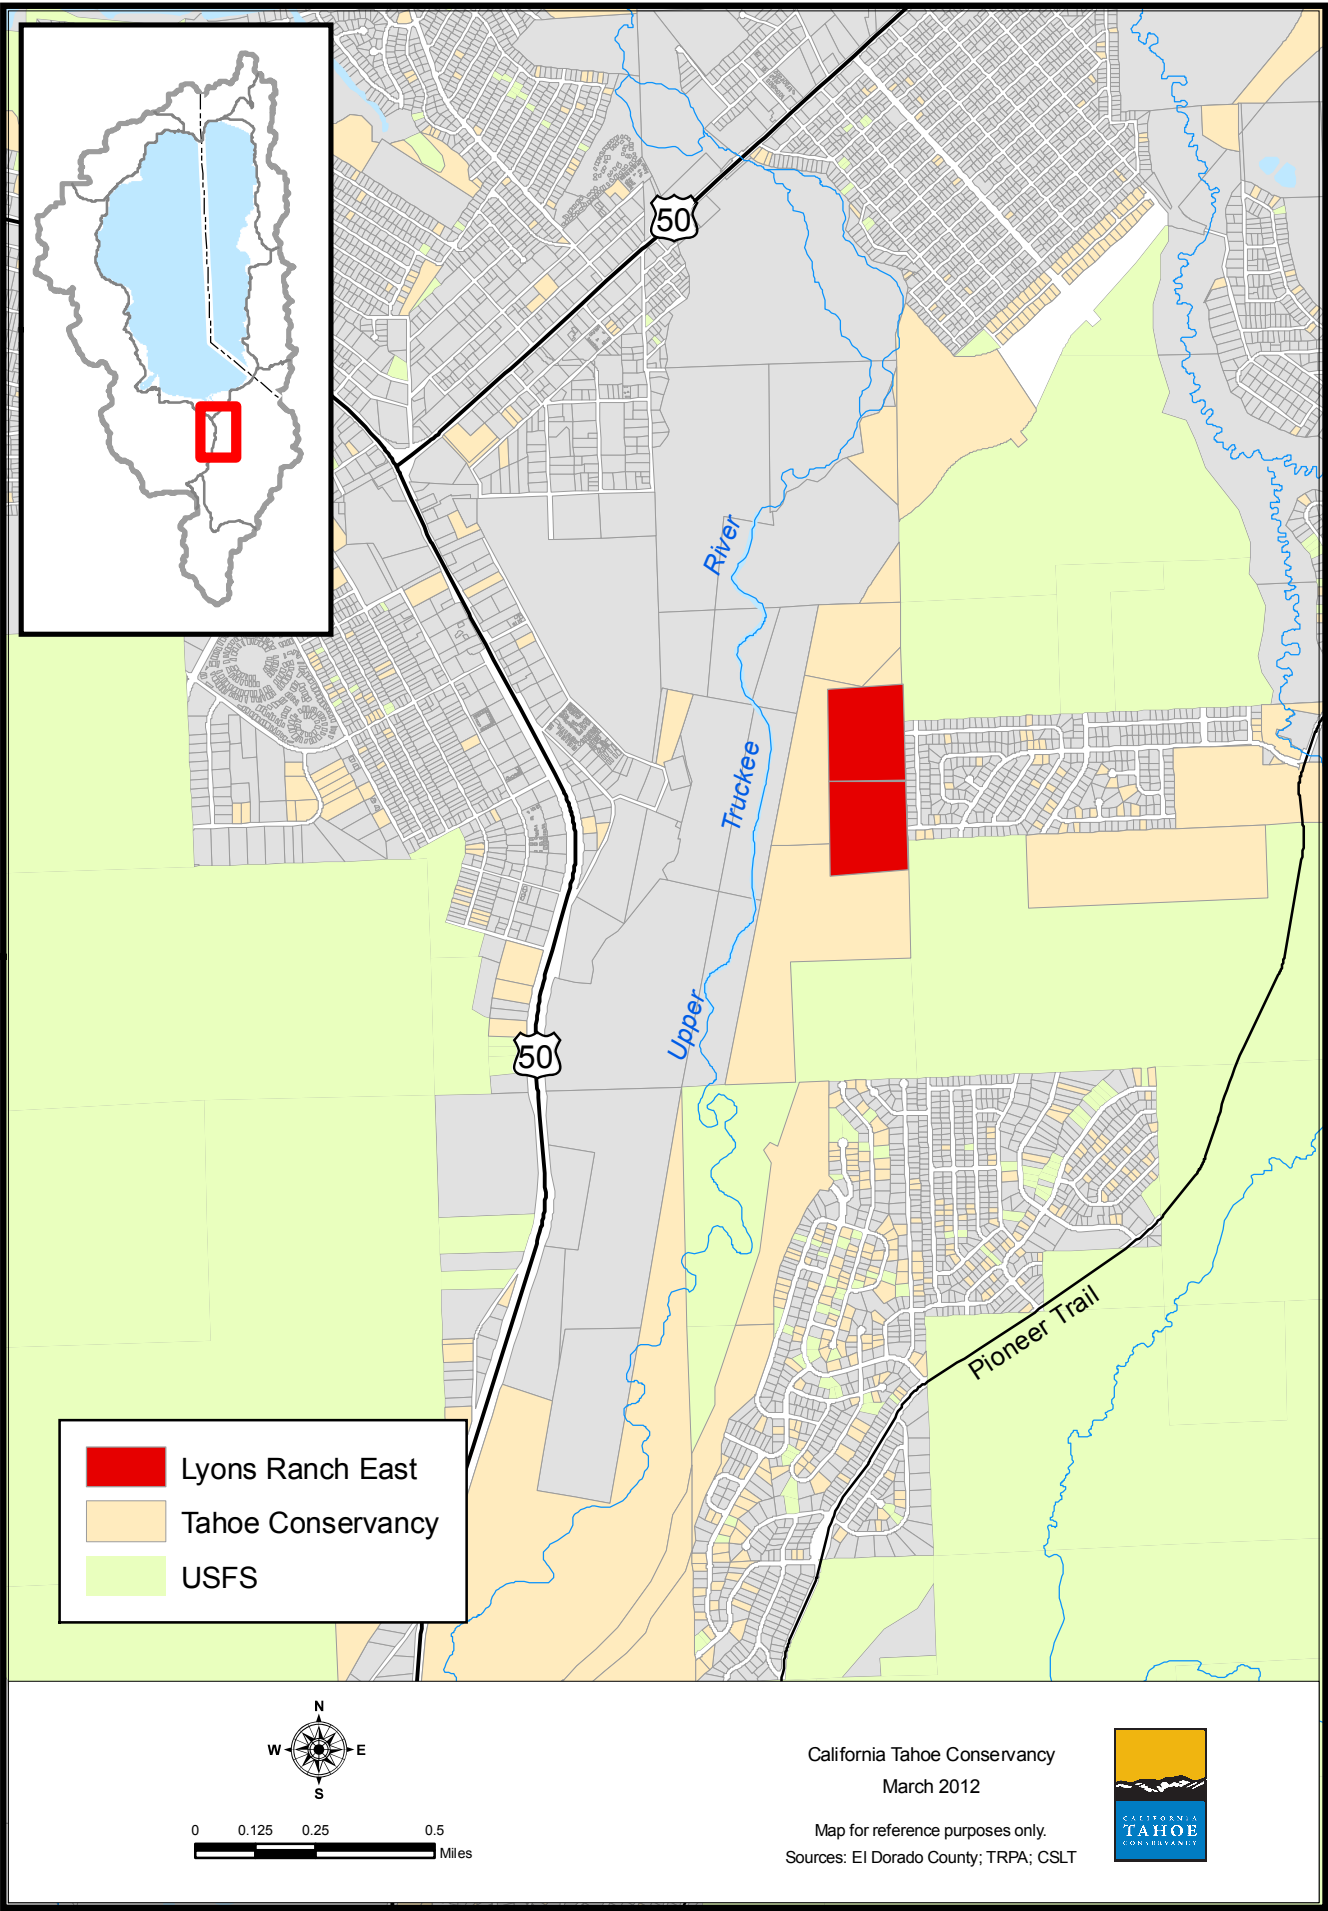 50
River
Truckee
Upper
50
Pioneer Trail
Lyons Ranch East
Tahoe Conservancy
USFS
N
W E
S
0 0.125 0.25 0.5
Miles
California Tahoe Conservancy
March 2012
Map for reference purposes only.
Sources: El Dorado County; TRPA; CSLT
CALIFORNIA
TAHOE
CONSERVANCY